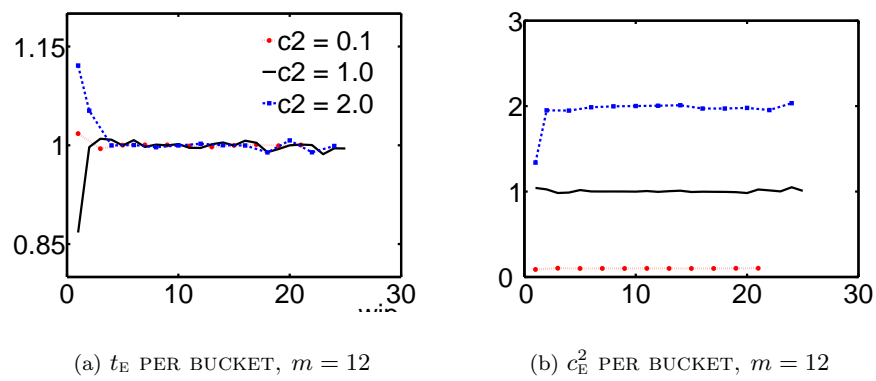 1.15
1
0.85
0 10 20 30
wip
c2 = 0.1
c2 = 1.0
c2 = 2.0
3
2
1
0
0 10 20 30
(a) tE PER BUCKET, m = 12
(b) c²E PER BUCKET, m = 12